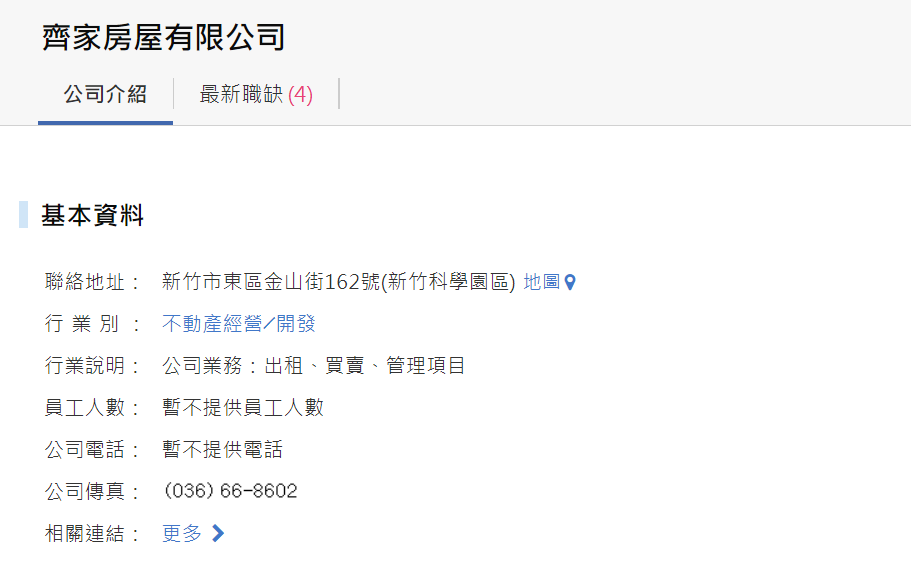 齊家房屋有限公司
公司介紹 最新職缺 (4)
基本資料
聯絡地址： 新竹市東區金山街162號(新竹科學園區) 地圖
行 業 別 ： 不動產經營／開發
行業說明： 公司業務：出租、買賣、管理項目
員工人數： 暫不提供員工人數
公司電話： 暫不提供電話
公司傳真： (036) 66-8602
相關連結： 更多